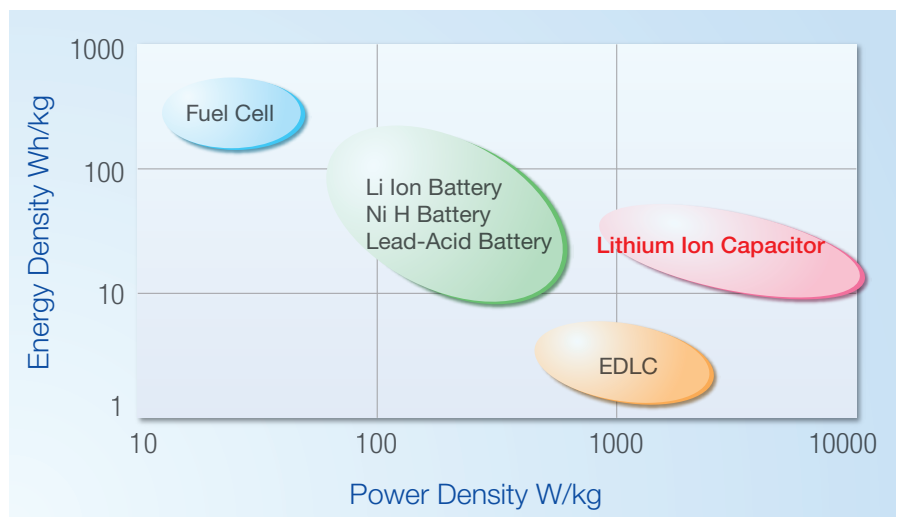 1000
100
10
1
Energy Density Wh/kg
Fuel Cell
Li Ion Battery
Ni H Battery
Lead-Acid Battery
Lithium Ion Capacitor
EDLC
10
100
1000
10000
Power Density W/kg